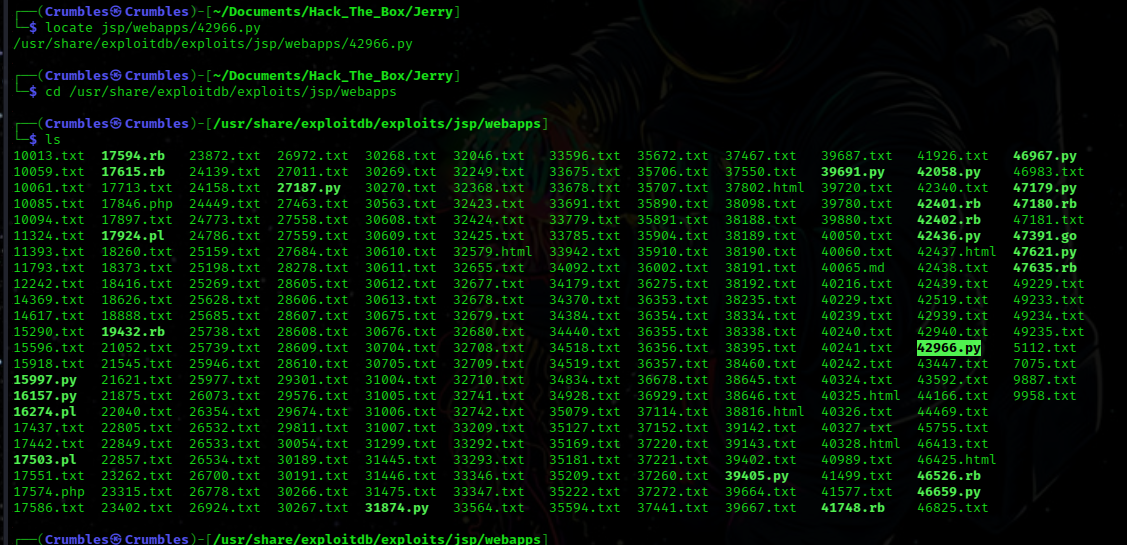 ┌──(Crumbles㉿Crumbles)-[~/Documents/Hack_The_Box/Jerry]
└─$ locate jsp/webapps/42966.py
/usr/share/exploitdb/exploits/jsp/webapps/42966.py
┌──(Crumbles㉿Crumbles)-[~/Documents/Hack_The_Box/Jerry]
└─$ cd /usr/share/exploitdb/exploits/jsp/webapps
┌──(Crumbles㉿Crumbles)-[/usr/share/exploitdb/exploits/jsp/webapps]
└─$ ls
10013.txt 17594.rb 23872.txt 26972.txt 30268.txt 32046.txt 33596.txt 35672.txt 37467.txt 39687.txt 41926.txt 46967.py
10059.txt 17615.rb 24139.txt 27011.txt 30269.txt 32249.txt 33675.txt 35706.txt 37550.txt 39691.py 42058.py 46983.txt
10061.txt 17713.txt 24158.txt 27187.py 30270.txt 32368.txt 33678.txt 35707.txt 37802.html 39720.txt 42340.txt 47179.py
10085.txt 17846.php 24449.txt 27463.txt 30563.txt 32423.txt 33691.txt 35890.txt 38098.txt 39780.txt 42401.rb 47180.rb
10094.txt 17897.txt 24773.txt 27558.txt 30608.txt 32424.txt 33779.txt 35891.txt 38188.txt 39880.txt 42402.rb 47181.txt
11324.txt 17924.pl 24786.txt 27559.txt 30609.txt 32425.txt 33785.txt 35904.txt 38189.txt 40050.txt 42436.py 47391.go
11393.txt 18260.txt 25159.txt 27684.txt 30610.txt 32579.html 33942.txt 35910.txt 38190.txt 40060.txt 42437.html 47621.py
11793.txt 18373.txt 25198.txt 28278.txt 30611.txt 32655.txt 34092.txt 36002.txt 38191.txt 40065.md 42438.txt 47635.rb
12242.txt 18416.txt 25269.txt 28605.txt 30612.txt 32677.txt 34179.txt 36275.txt 38192.txt 40216.txt 42439.txt 49229.txt
14369.txt 18626.txt 25628.txt 28606.txt 30613.txt 32678.txt 34370.txt 36353.txt 38235.txt 40229.txt 42519.txt 49233.txt
14617.txt 18888.txt 25685.txt 28607.txt 30675.txt 32679.txt 34384.txt 36354.txt 38334.txt 40239.txt 42939.txt 49234.txt
15290.txt 19432.rb 25738.txt 28608.txt 30676.txt 32680.txt 34440.txt 36355.txt 38338.txt 40240.txt 42940.txt 49235.txt
15596.txt 21052.txt 25739.txt 28609.txt 30704.txt 32708.txt 34518.txt 36356.txt 38395.txt 40241.txt 42966.py 5112.txt
15918.txt 21545.txt 25946.txt 28610.txt 30705.txt 32709.txt 34519.txt 36357.txt 38460.txt 40242.txt 43447.txt 7075.txt
15997.py 21621.txt 25977.txt 29301.txt 31004.txt 32710.txt 34834.txt 36678.txt 38645.txt 40324.txt 43592.txt 9887.txt
16157.py 21875.txt 26073.txt 29576.txt 31005.txt 32741.txt 34928.txt 36929.txt 38646.txt 40325.html 44166.txt 9958.txt
16274.pl 22040.txt 26354.txt 29674.txt 31006.txt 32742.txt 35079.txt 37114.txt 38816.html 40326.txt 44469.txt
17437.txt 22805.txt 26532.txt 29811.txt 31007.txt 33209.txt 35127.txt 37152.txt 39142.txt 40327.txt 45755.txt
17442.txt 22849.txt 26533.txt 30054.txt 31299.txt 33292.txt 35169.txt 37220.txt 39143.txt 40328.html 46413.txt
17503.pl 22857.txt 26534.txt 30189.txt 31445.txt 33293.txt 35181.txt 37221.txt 39402.txt 40989.txt 46425.html
17551.txt 23262.txt 26700.txt 30191.txt 31446.txt 33346.txt 35209.txt 37260.txt 39405.py 41499.txt 46526.rb
17574.php 23315.txt 26778.txt 30266.txt 31475.txt 33347.txt 35222.txt 37272.txt 39664.txt 41577.txt 46659.py
17586.txt 23402.txt 26924.txt 30267.txt 31874.py 33564.txt 35594.txt 37441.txt 39667.txt 41748.rb 46825.txt
┌──(Crumbles㉿Crumbles)-[/usr/share/exploitdb/exploits/jsp/webapps]